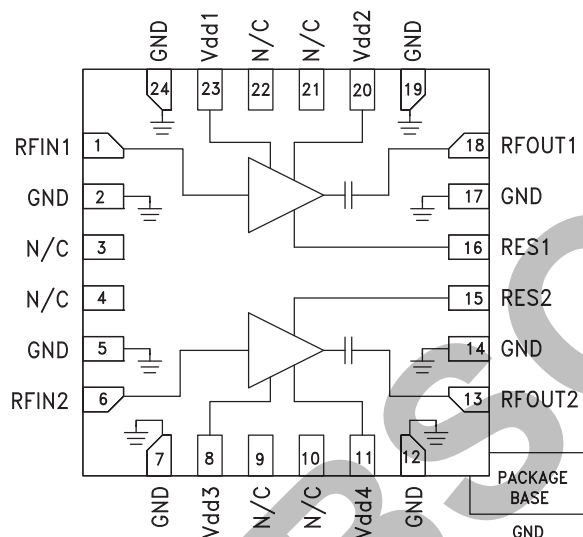 GND
Vdd1
N/C
N/C
Vdd2
GND
24
23
22
21
20
19
RFIN1
1
18
RFOUT1
GND
2
17
GND
N/C
3
16
RES1
N/C
4
15
RES2
GND
5
14
GND
RFIN2
6
13
RFOUT2
7
8
9
10
11
12
GND
Vdd3
N/C
N/C
Vdd4
GND
PACKAGE
BASE
GND
BSO